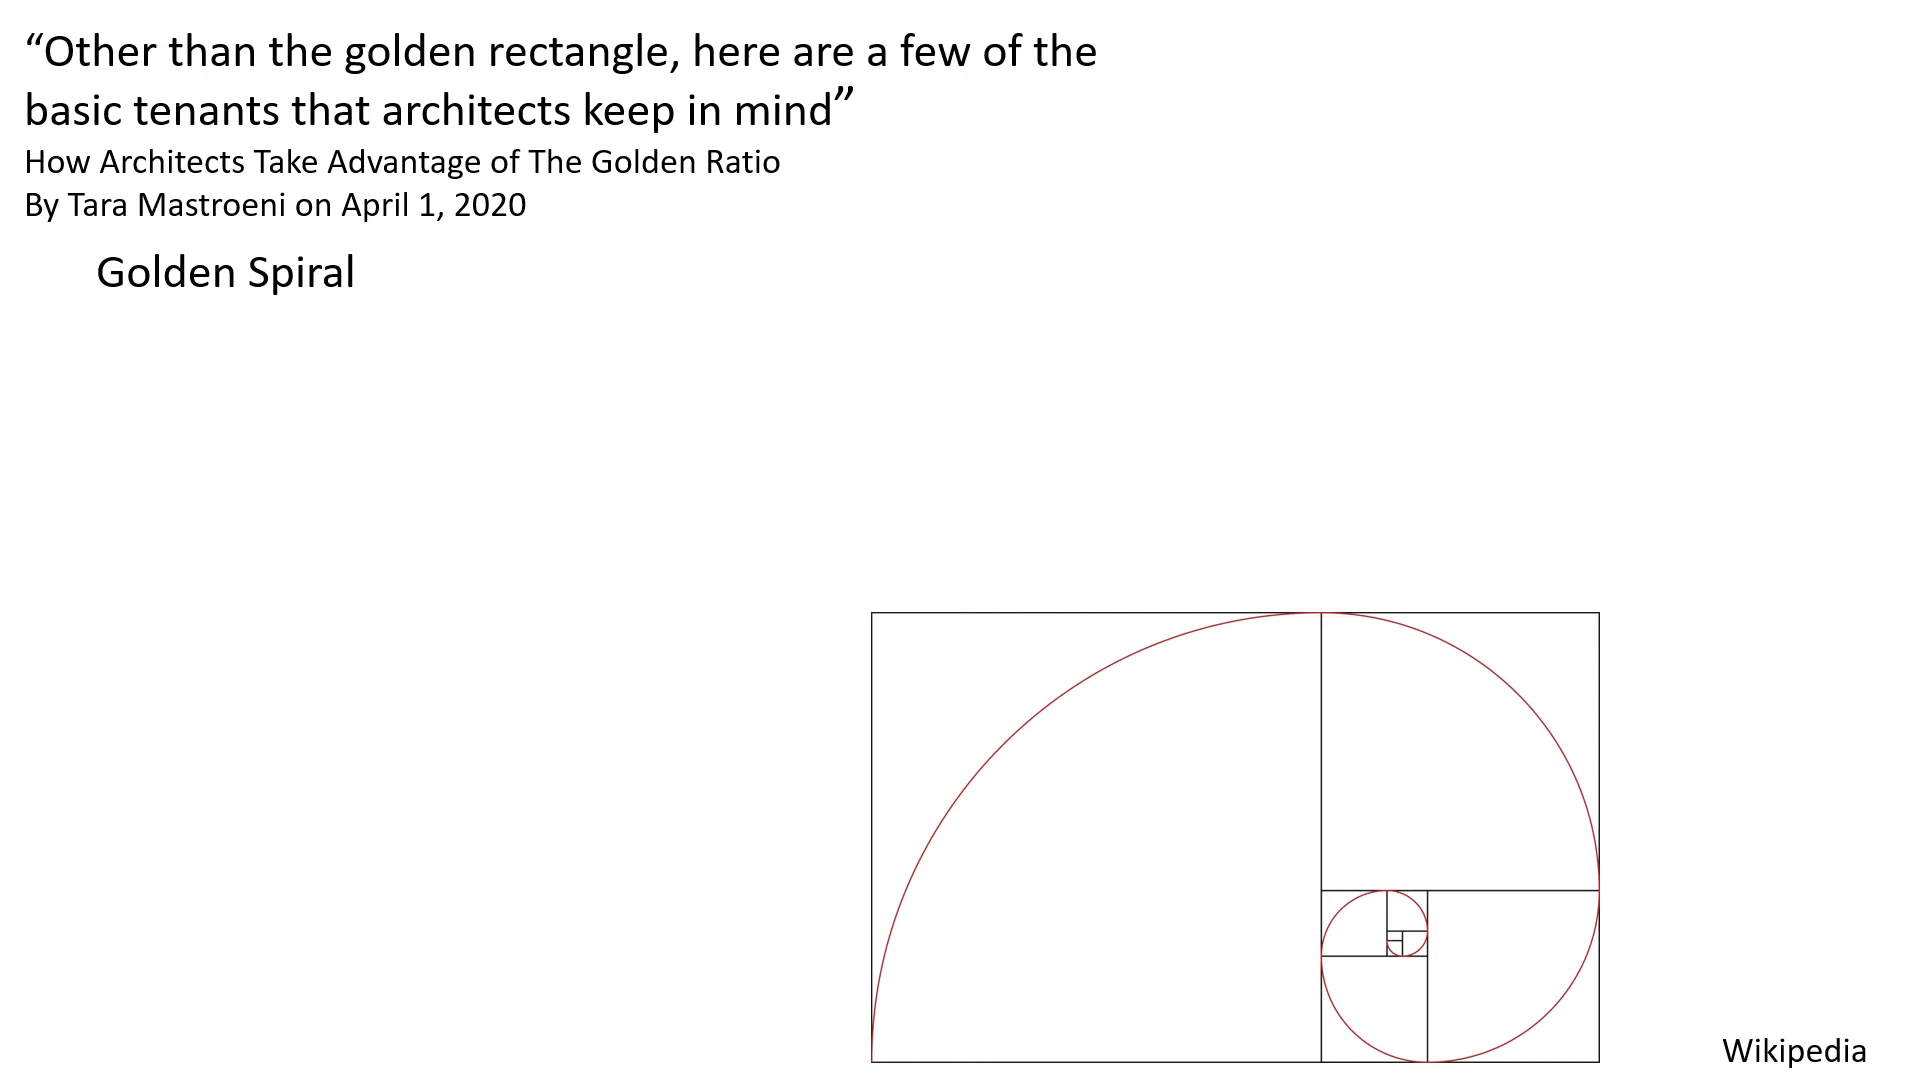 “Other than the golden rectangle, here are a few of the
basic tenants that architects keep in mind”
How Architects Take Advantage of The Golden Ratio
By Tara Mastroeni on April 1, 2020
Golden Spiral
Wikipedia